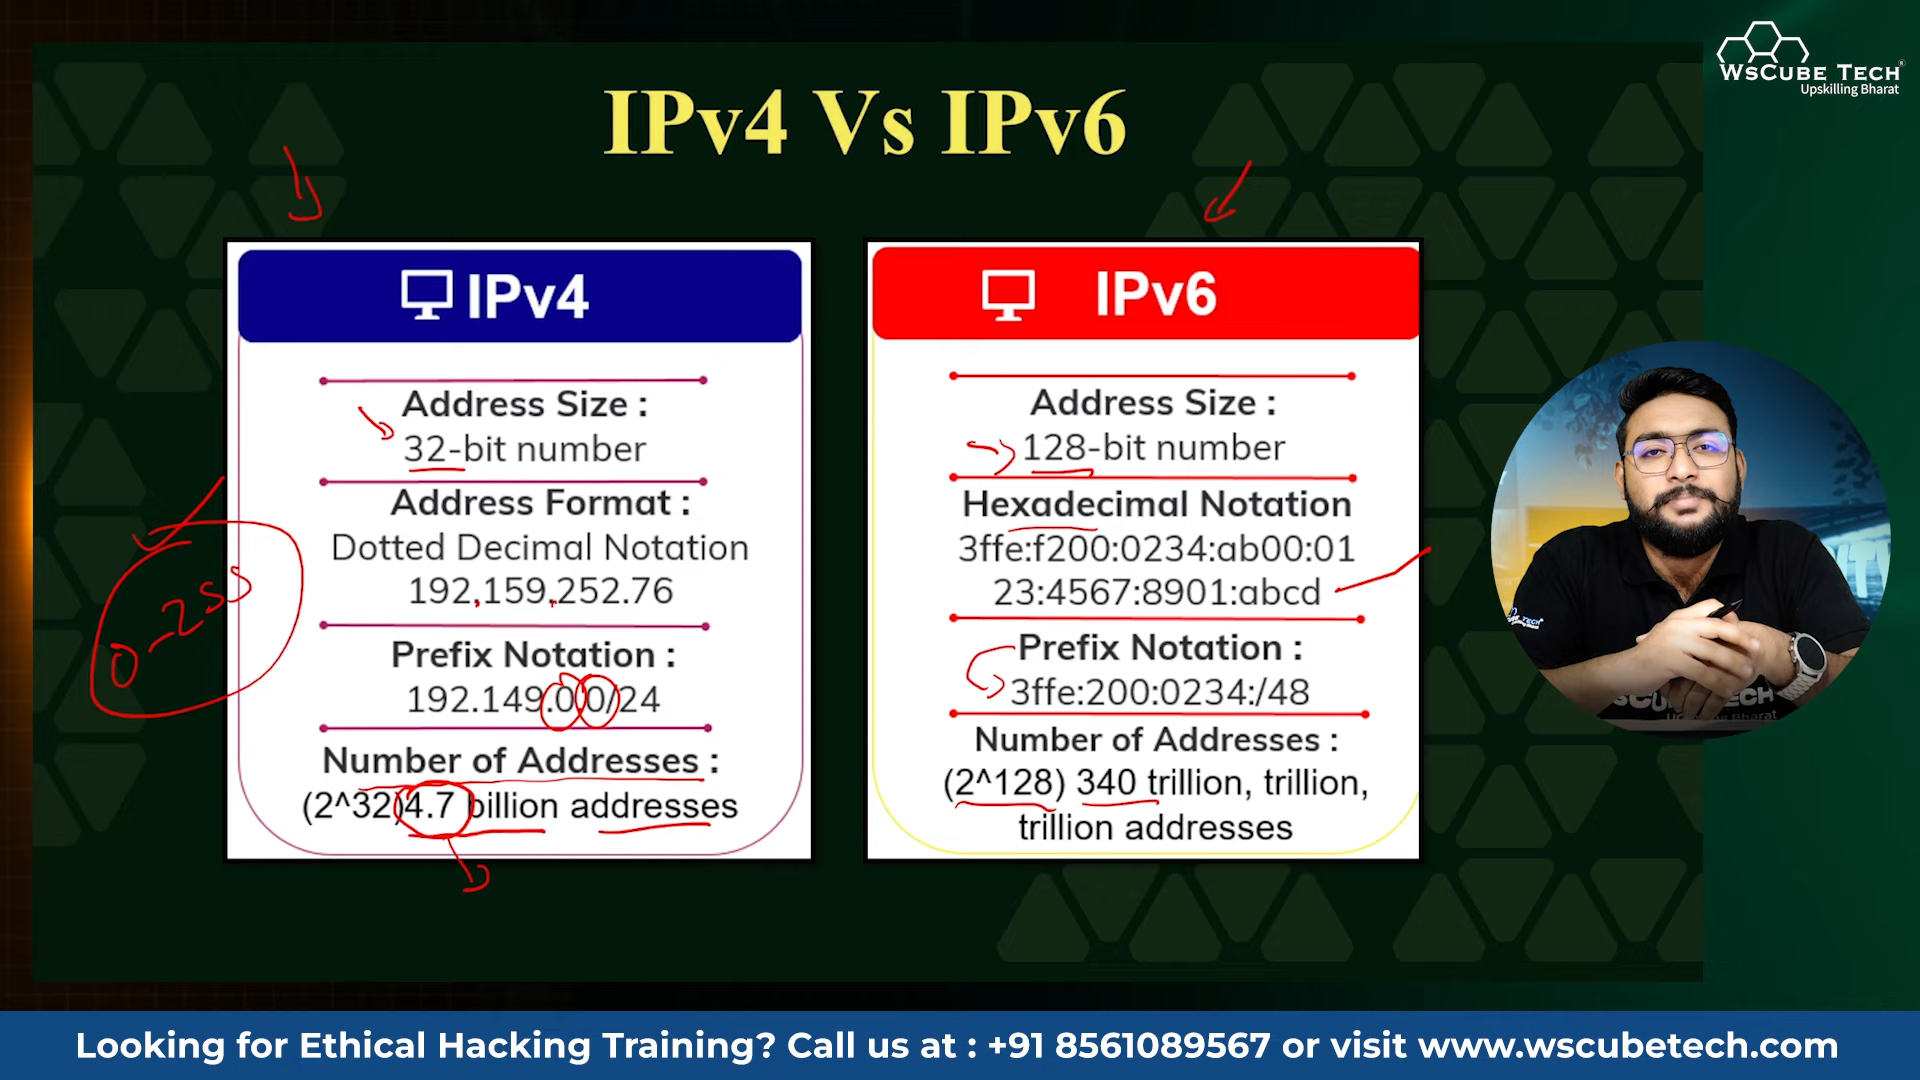 WSCUBE TECH®
Upskilling Bharat
IPv4 Vs IPv6
IPv4
Address Size :
32-bit number
Address Format :
Dotted Decimal Notation
192,159,252.76
Prefix Notation :
192.149.00/24
Number of Addresses :
(2^32)4.7 billion addresses
0-255
IPv6
Address Size :
128-bit number
Hexadecimal Notation
3ffe:f200:0234:ab00:01
23:4567:8901:abcd
Prefix Notation :
3ffe:200:0234:/48
Number of Addresses :
(2^128) 340 trillion, trillion,
trillion addresses
Looking for Ethical Hacking Training? Call us at : +91 8561089567 or visit www.wscubetech.com